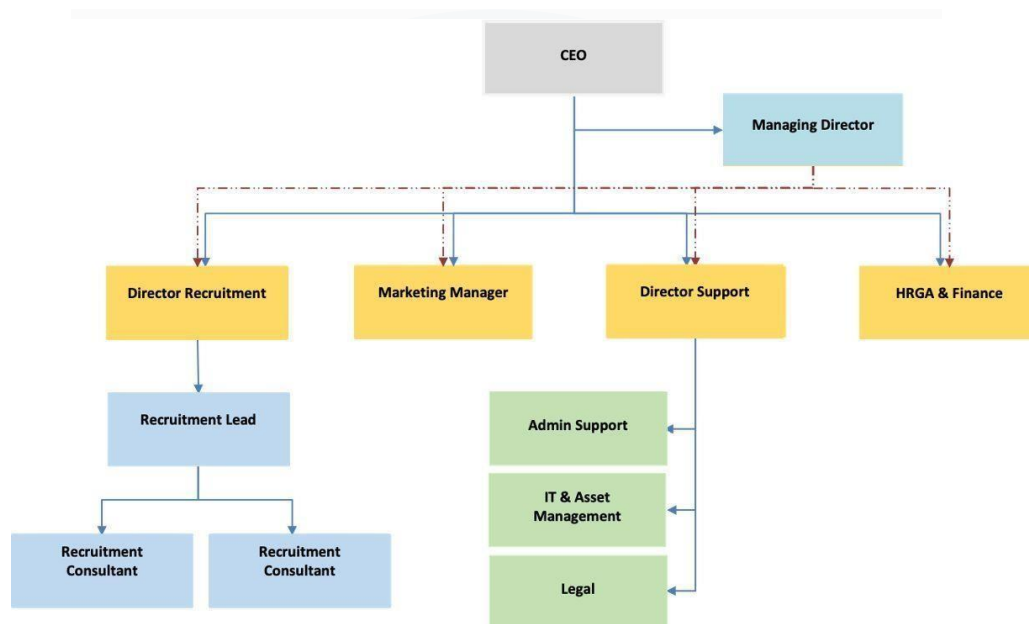 CEO
Managing Director
Director Recruitment
Marketing Manager
Director Support
HRGA & Finance
Recruitment Lead
Admin Support
IT & Asset
Management
Recruitment
Consultant
Recruitment
Consultant
Legal